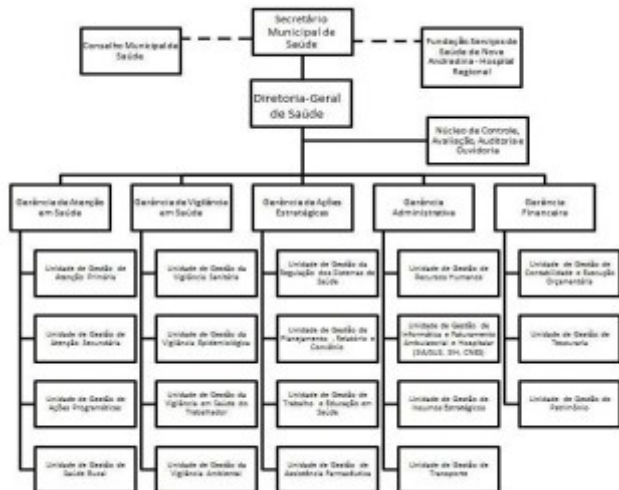 Secretário
Municipal de
Saúde
Conselho Municipal de
Saúde
Fundação Serviços de
Saúde de Nova
Andradina - Hospital
Regional
Diretoria-Geral
de Saúde
Núcleo de Controle,
Avaliação, Auditoria e
Ouvidoria
Gerência de Atenção
em Saúde
Gerência de Vigilância
em Saúde
Gerência de Ações
Estratégicas
Gerência
Administrativa
Gerência
Financeira
Unidade de Gestão de
Atenção Primária
Unidade de Gestão da
Vigilância Sanitária
Unidade de Gestão da
Regulação dos Sistemas de
Saúde
Unidade de Gestão de
Recursos Humanos
Unidade de Gestão de
Contabilidade e Execução
Orçamentária
Unidade de Gestão de
Atenção Secundária
Unidade de Gestão da
Vigilância Epidemiológica
Unidade de Gestão de
Planejamento, Relatório e
Convênio
Unidade de Gestão de
Informática e Faturamento
Ambulatorial e Hospitalar
(SIA/SUS, SIH, CNES)
Unidade de Gestão de
Tesouraria
Unidade de Gestão de
Ações Programáticas
Unidade de Gestão da
Vigilância em Saúde do
Trabalhador
Unidade de Gestão do
Trabalho e Educação em
Saúde
Unidade de Gestão de
Insumos Estratégicos
Unidade de Gestão do
Patrimônio
Unidade de Gestão de
Saúde Rural
Unidade de Gestão da
Vigilância Ambiental
Unidade de Gestão da
Assistência Farmacêutica
Unidade de Gestão de
Transporte